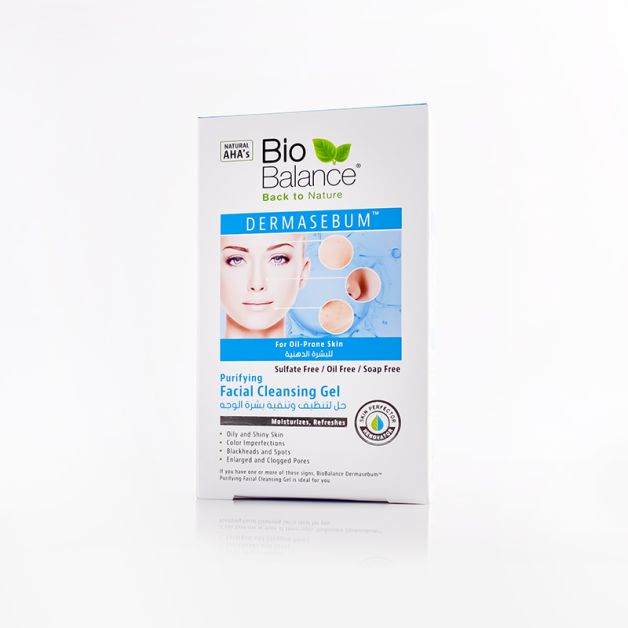 NATURAL
AHA's
Bio
Balance®
Back to Nature
DERMASEBUM™
For Oil-Prone Skin
للبشرة الدهنية
Sulfate Free / Oil Free / Soap Free
Purifying
Facial Cleansing Gel
جل لتنظيف وتنقية بشرة الوجه
Moisturizes, Refreshes
SKIN PERFECTOR
INNOVATION
• Oily and Shiny Skin
• Color Imperfections
• Blackheads and Spots
• Enlarged and Clogged Pores
If you have one or more of these signs, BioBalance Dermasebum™
Purifying Facial Cleansing Gel is ideal for you